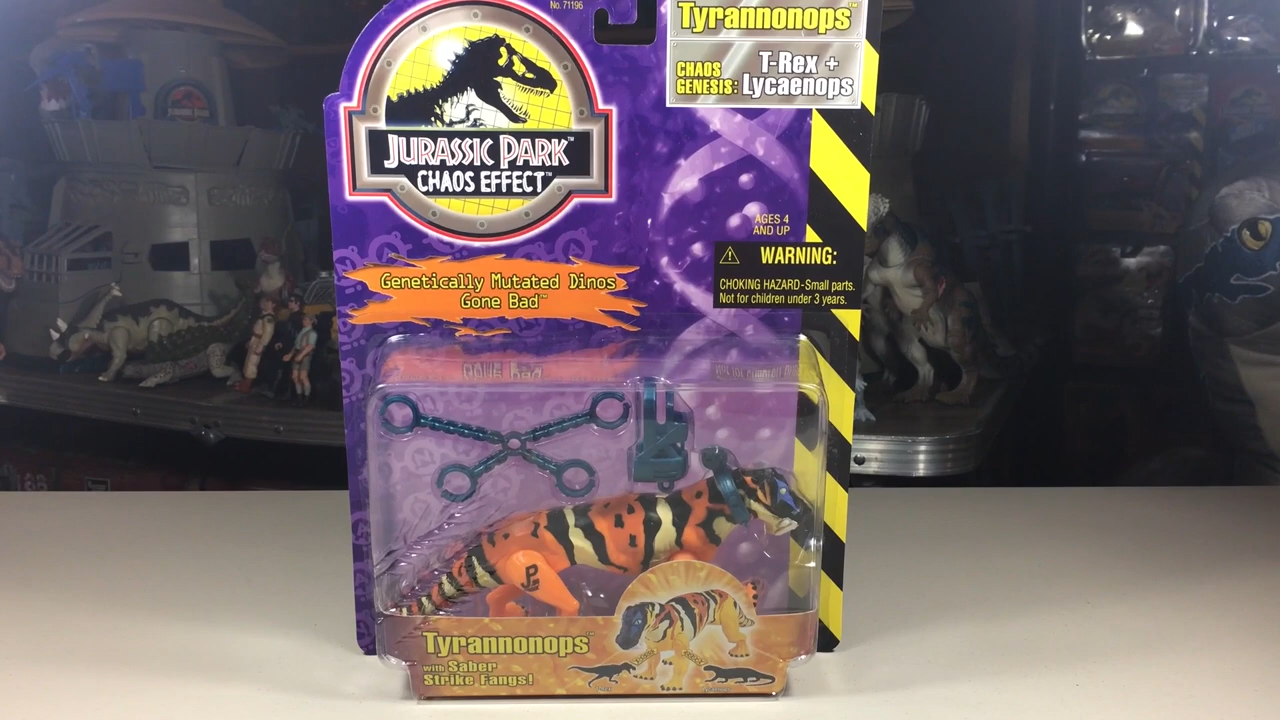 No. 71196
Tyrannonops™
CHAOS
GENESIS:
T-Rex +
Lycaenops
JURASSIC PARK™
CHAOS EFFECT™
AGES 4
AND UP
WARNING:
CHOKING HAZARD-Small parts.
Not for children under 3 years.
Genetically Mutated Dinos
Gone Bad™
JP
Tyrannonops™
with Saber
Strike Fangs!